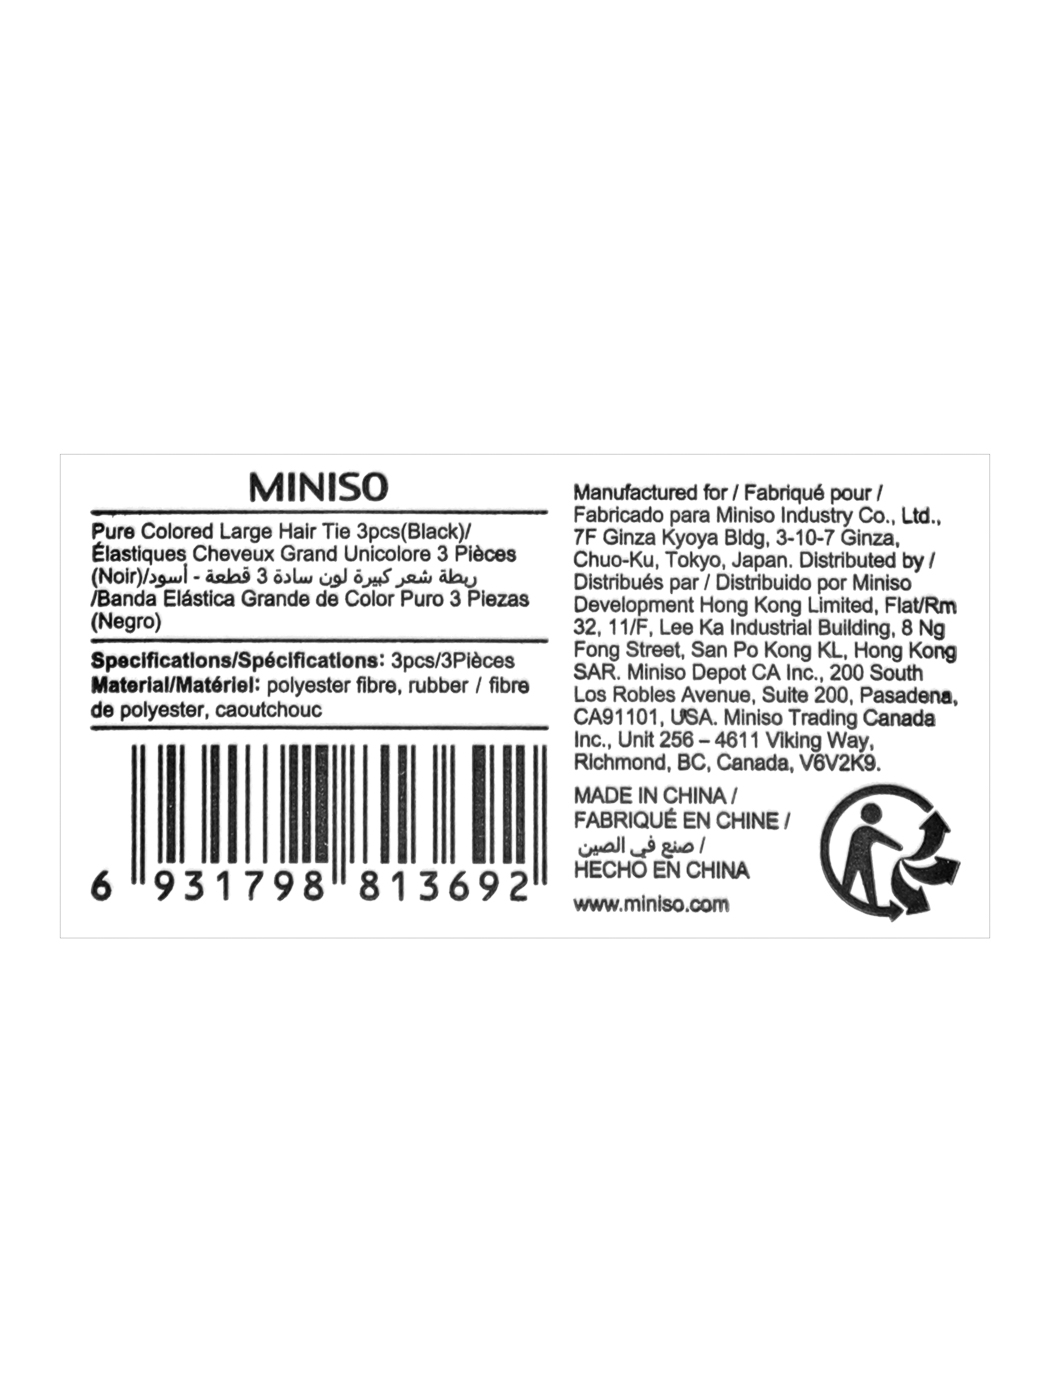 MINISO
Pure Colored Large Hair Tie 3pcs(Black)/
Élastiques Cheveux Grand Unicolore 3 Pièces
(Noir)/ربطة شعر كبيرة لون سادة 3 قطعة - أسود
/Banda Elástica Grande de Color Puro 3 Piezas
(Negro)
Specifications/Spécifications: 3pcs/3Pièces
Material/Matériel: polyester fibre, rubber / fibre
de polyester, caoutchouc
6 931798 813692
Manufactured for / Fabriqué pour /
Fabricado para Miniso Industry Co., Ltd.,
7F Ginza Kyoya Bldg, 3-10-7 Ginza,
Chuo-Ku, Tokyo, Japan. Distributed by /
Distribués par / Distribuido por Miniso
Development Hong Kong Limited, Flat/Rm
32, 11/F, Lee Ka Industrial Building, 8 Ng
Fong Street, San Po Kong KL, Hong Kong
SAR. Miniso Depot CA Inc., 200 South
Los Robles Avenue, Suite 200, Pasadena,
CA91101, USA. Miniso Trading Canada
Inc., Unit 256 – 4611 Viking Way,
Richmond, BC, Canada, V6V2K9.
MADE IN CHINA /
FABRIQUÉ EN CHINE /
صنع في الصين /
HECHO EN CHINA
www.miniso.com